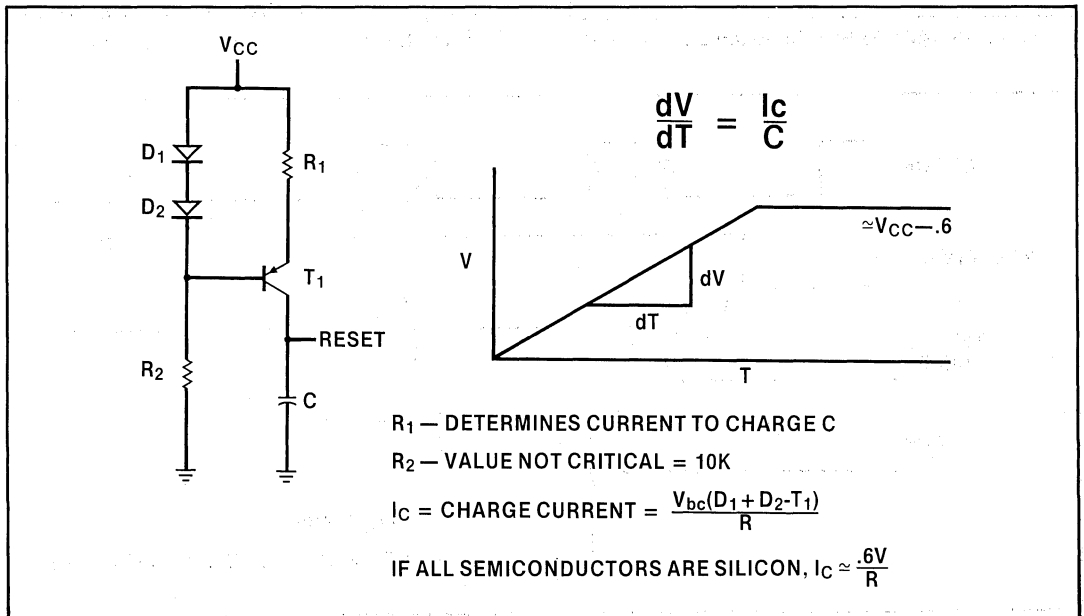 VCC
D1
R1
D2
T1
RESET
R2
C
dV/dT = Ic/C
V
≃VCC—.6
dV
dT
T
R1 — DETERMINES CURRENT TO CHARGE C
R2 — VALUE NOT CRITICAL = 10K
IC = CHARGE CURRENT = Vbc(D1+D2-T1)/R
IF ALL SEMICONDUCTORS ARE SILICON, IC ≃ .6V/R